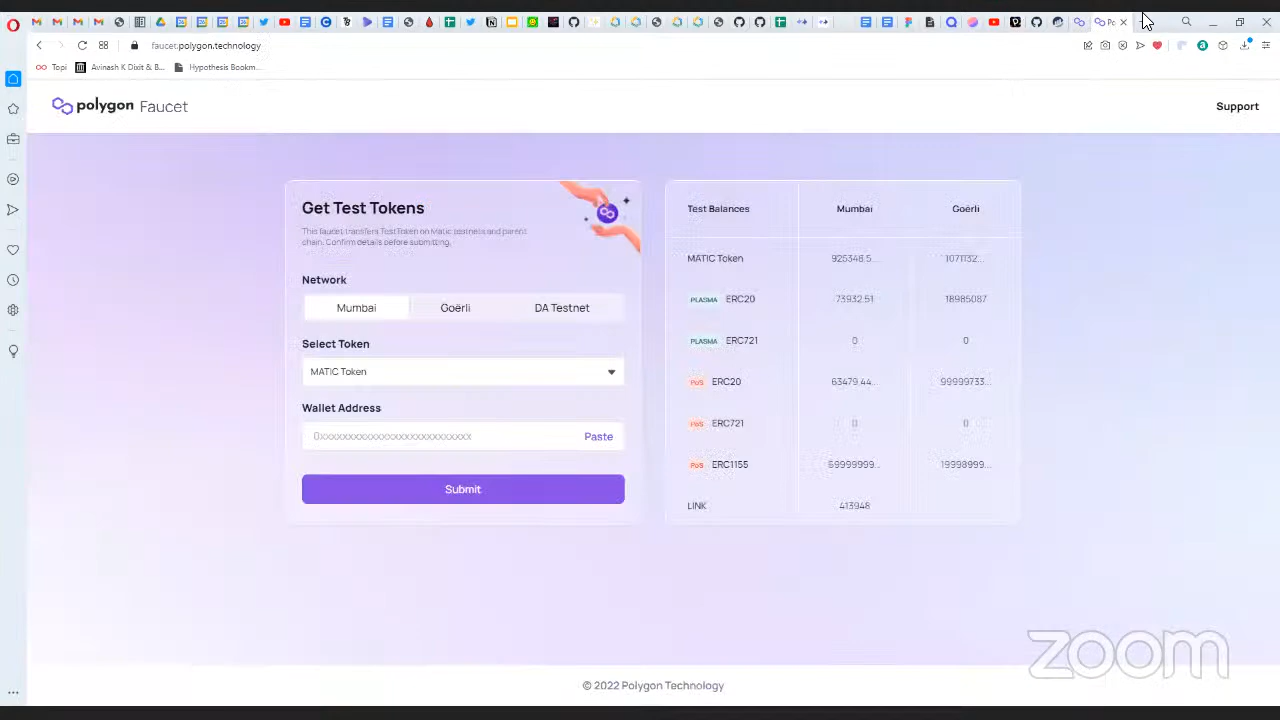 faucet.polygon.technology
Topi
Avinash K Dixit & B...
Hypothesis Bookm...
polygon Faucet
Support
Get Test Tokens
This faucet transfers TestToken on Matic testnets and parent
chain. Confirm details before submitting.
Network
Mumbai
Goërli
DA Testnet
Select Token
MATIC Token
Wallet Address
Paste
Submit
Test Balances
Mumbai
Goërli
MATIC Token
925348.5...
1071132...
PLASMA ERC20
73932.51
18985087
PLASMA ERC721
0
0
PoS ERC20
63479.44...
99999733...
PoS ERC721
0
0
PoS ERC1155
69999999...
19998999...
LINK
413948
© 2022 Polygon Technology
zoom